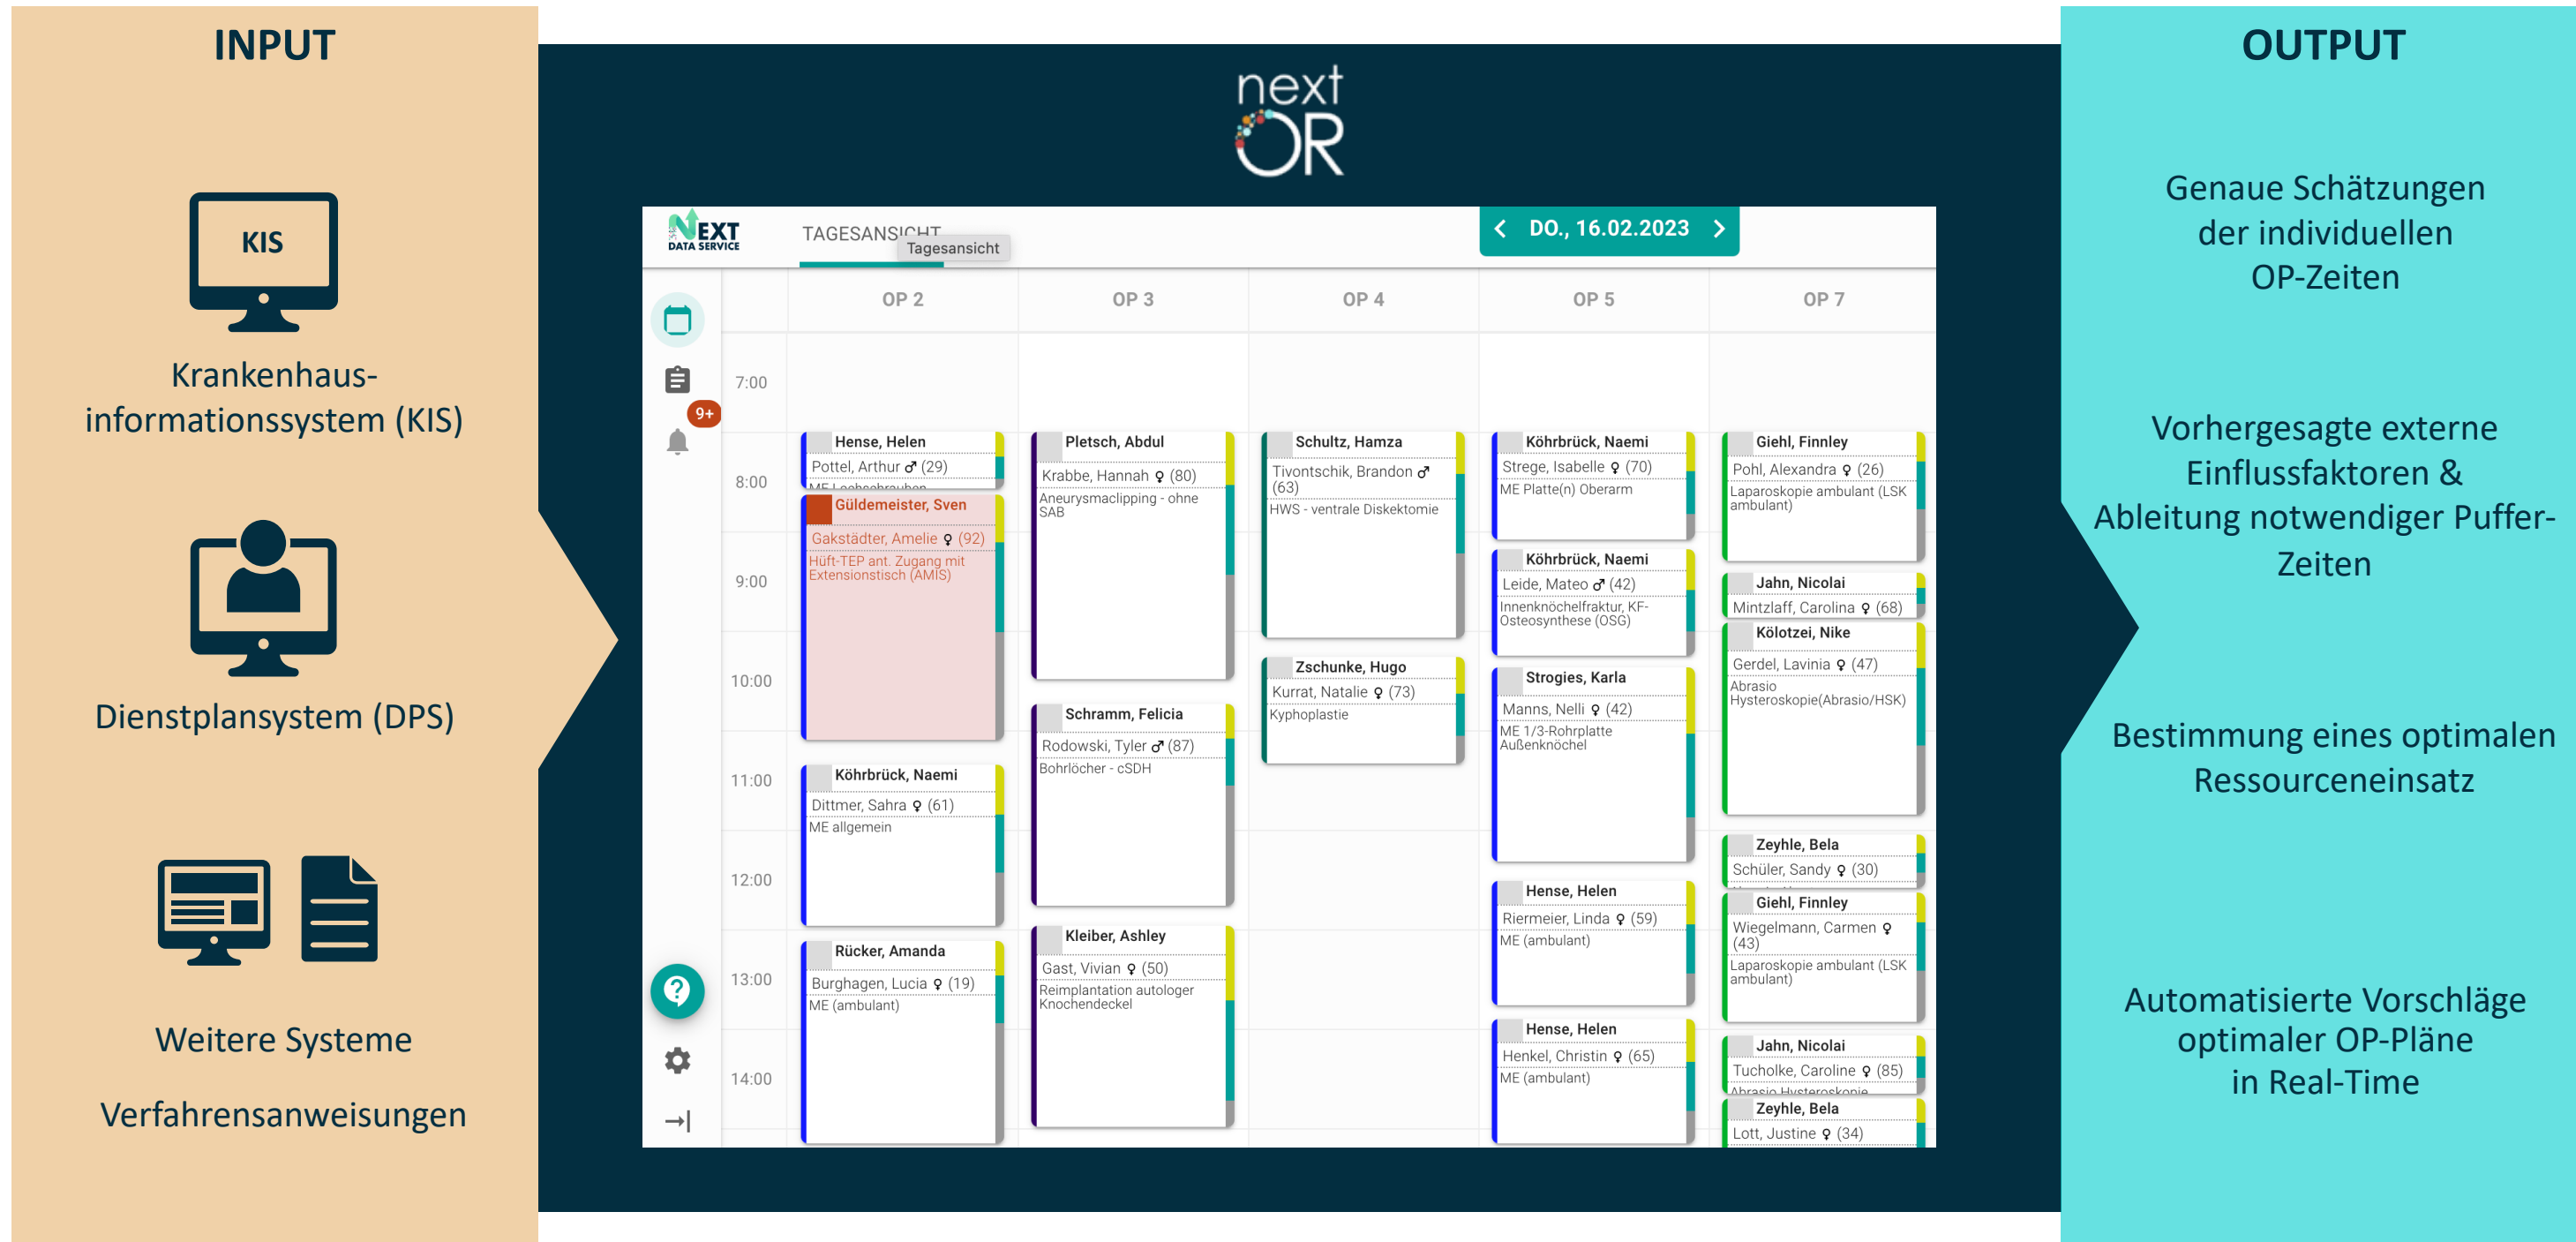 INPUT
KIS
Krankenhaus-
informationssystem (KIS)
Dienstplansystem (DPS)
Weitere Systeme
Verfahrensanweisungen
next
OR
NEXT
DATA SERVICE
TAGESANSICHT
Tagesansicht
DO., 16.02.2023
9+
OP 2
OP 3
OP 4
OP 5
OP 7
7:00
8:00
9:00
10:00
11:00
12:00
13:00
14:00
Hense, Helen
Pottel, Arthur ♂ (29)
ME Lochschrauben
Güldemeister, Sven
Gakstädter, Amelie ♀ (92)
Hüft-TEP ant. Zugang mit
Extensionstisch (AMIS)
Köhrbrück, Naemi
Dittmer, Sahra ♀ (61)
ME allgemein
Rücker, Amanda
Burghagen, Lucia ♀ (19)
ME (ambulant)
Pletsch, Abdul
Krabbe, Hannah ♀ (80)
Aneurysmaclipping - ohne
SAB
Schramm, Felicia
Rodowski, Tyler ♂ (87)
Bohrlöcher - cSDH
Kleiber, Ashley
Gast, Vivian ♀ (50)
Reimplantation autologer
Knochendeckel
Schultz, Hamza
Tivontschik, Brandon ♂
(63)
HWS - ventrale Diskektomie
Zschunke, Hugo
Kurrat, Natalie ♀ (73)
Kyphoplastie
Köhrbrück, Naemi
Strege, Isabelle ♀ (70)
ME Platte(n) Oberarm
Köhrbrück, Naemi
Leide, Mateo ♂ (42)
Innenknöchelfraktur, KF-
Osteosynthese (OSG)
Strogies, Karla
Manns, Nelli ♀ (42)
ME 1/3-Rohrplatte
Außenknöchel
Hense, Helen
Riermeier, Linda ♀ (59)
ME (ambulant)
Hense, Helen
Henkel, Christin ♀ (65)
ME (ambulant)
Giehl, Finnley
Pohl, Alexandra ♀ (26)
Laparoskopie ambulant (LSK
ambulant)
Jahn, Nicolai
Mintzlaff, Carolina ♀ (68)
Kölotzei, Nike
Gerdel, Lavinia ♀ (47)
Abrasio
Hysteroskopie(Abrasio/HSK)
Zeyhle, Bela
Schüler, Sandy ♀ (30)
Giehl, Finnley
Wiegelmann, Carmen ♀
(43)
Laparoskopie ambulant (LSK
ambulant)
Jahn, Nicolai
Tucholke, Caroline ♀ (85)
Abrasio Hysteroskopie
Zeyhle, Bela
Lott, Justine ♀ (34)
OUTPUT
Genaue Schätzungen
der individuellen
OP-Zeiten
Vorhergesagte externe
Einflussfaktoren &
Ableitung notwendiger Puffer-
Zeiten
Bestimmung eines optimalen
Ressourceneinsatz
Automatisierte Vorschläge
optimaler OP-Pläne
in Real-Time